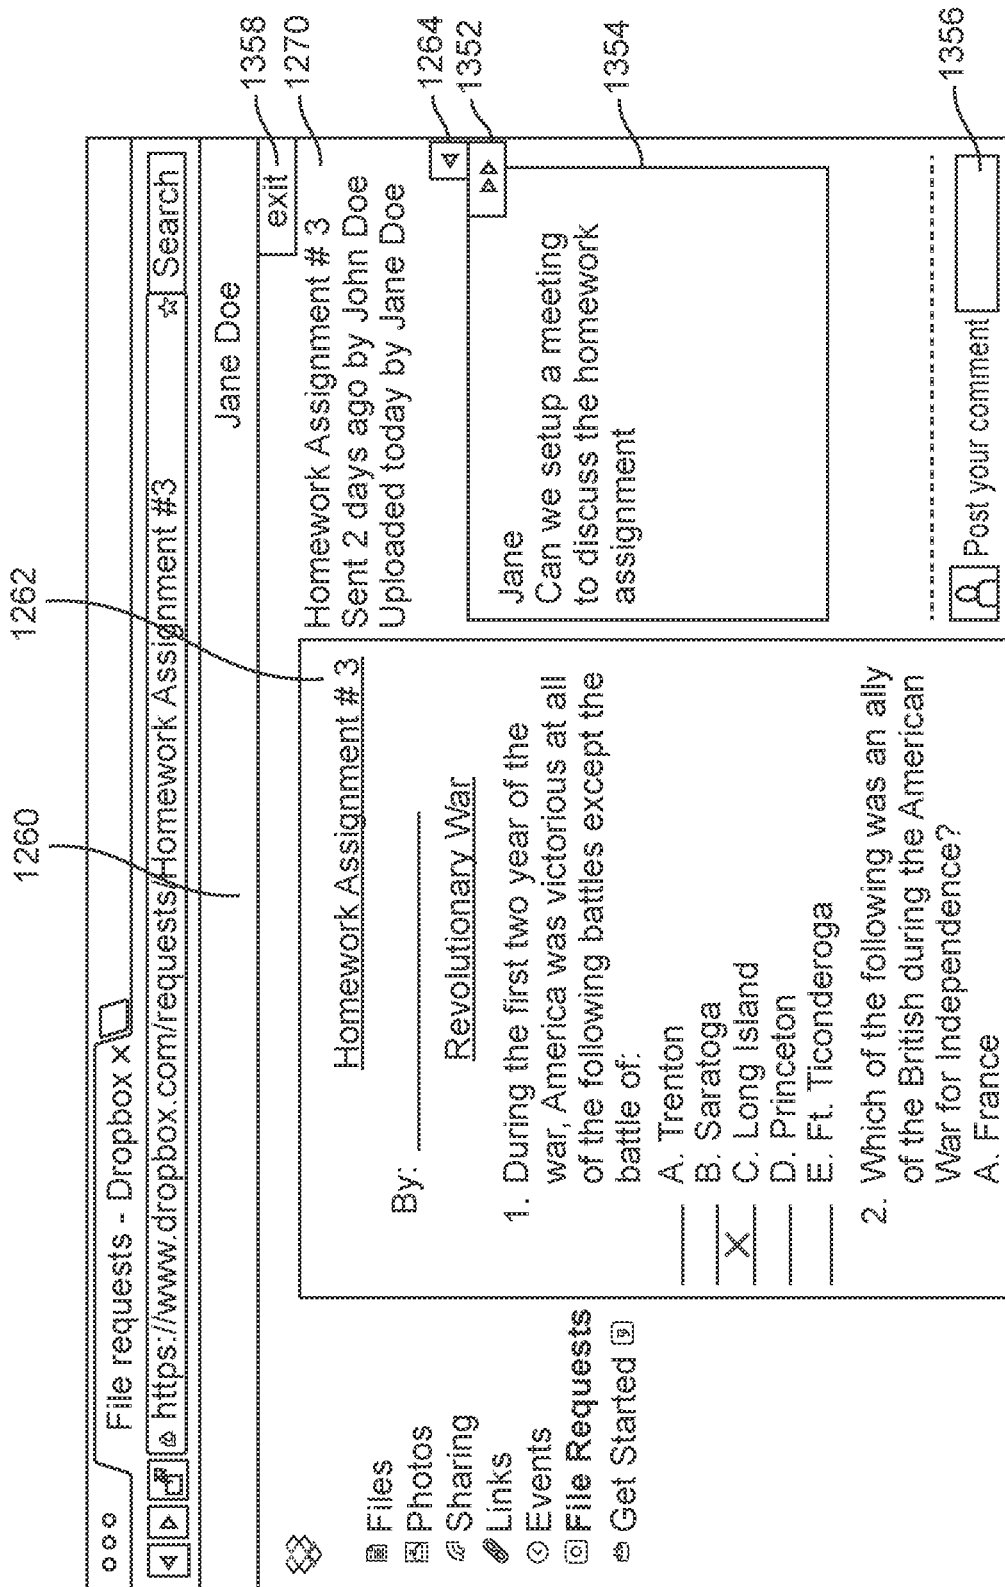 1260
1262
File requests - Dropbox x
https://www.dropbox.com/requests/Homework Assignment #3
Search
Jane Doe
exit
1358
1270
1264
1352
1354
1356
Files
Photos
Sharing
Links
Events
File Requests
Get Started
Homework Assignment # 3
By:
Revolutionary War
1. During the first two year of the
war, America was victorious at all
of the following battles except the
battle of:
A. Trenton
B. Saratoga
X C. Long Island
D. Princeton
E. Ft. Ticonderoga
2. Which of the following was an ally
of the British during the American
War for Independence?
A. France
Homework Assignment # 3
Sent 2 days ago by John Doe
Uploaded today by Jane Doe
Jane
Can we setup a meeting
to discuss the homework
assignment
Post your comment